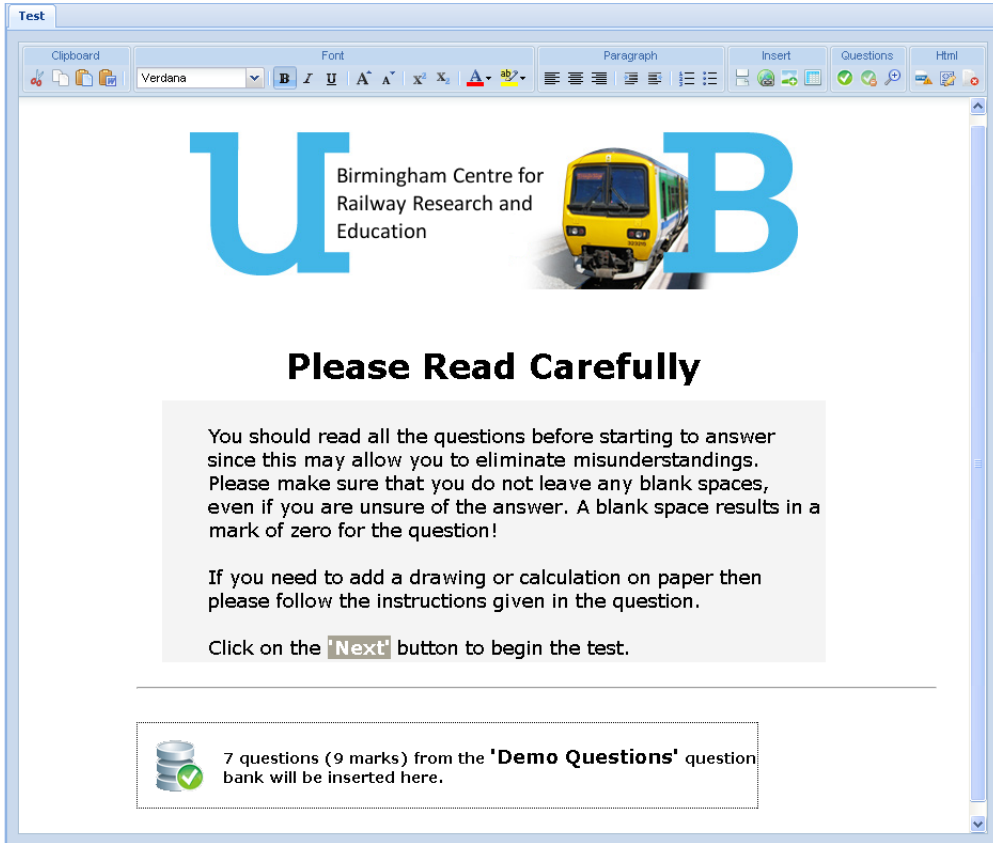 Test
Clipboard Font Paragraph Insert Questions Html
Verdana B I U A A x² X₂ A ab
U B
Birmingham Centre for
Railway Research and
Education
Please Read Carefully
You should read all the questions before starting to answer
since this may allow you to eliminate misunderstandings.
Please make sure that you do not leave any blank spaces,
even if you are unsure of the answer. A blank space results in a
mark of zero for the question!
If you need to add a drawing or calculation on paper then
please follow the instructions given in the question.
Click on the 'Next' button to begin the test.
7 questions (9 marks) from the 'Demo Questions' question
bank will be inserted here.